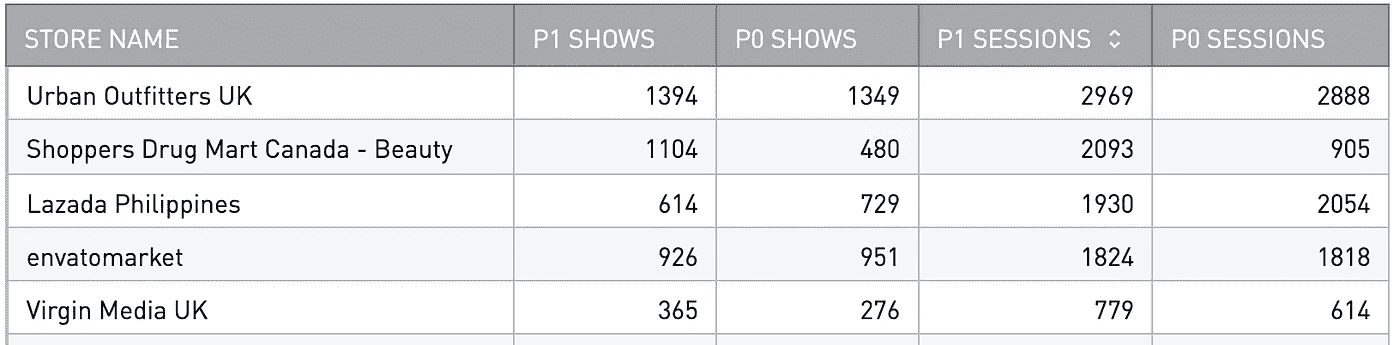 STORE NAME P1 SHOWS P0 SHOWS P1 SESSIONS P0 SESSIONS
Urban Outfitters UK 1394 1349 2969 2888
Shoppers Drug Mart Canada - Beauty 1104 480 2093 905
Lazada Philippines 614 729 1930 2054
envatomarket 926 951 1824 1818
Virgin Media UK 365 276 779 614